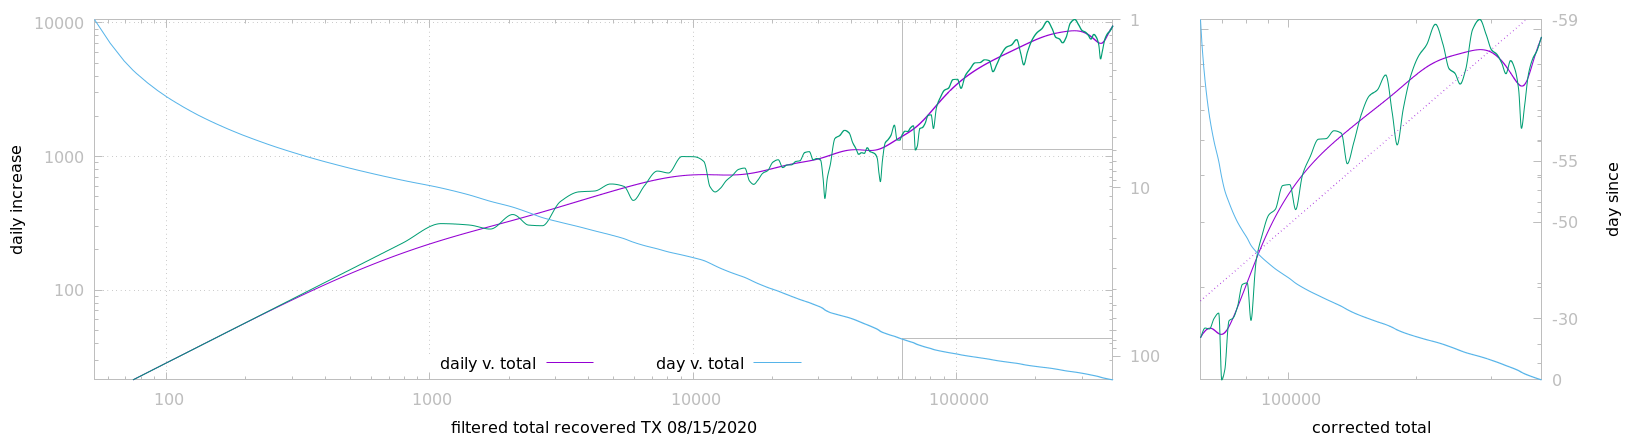 10000
1000
100
daily increase
100
1000
10000
100000
filtered total recovered TX 08/15/2020
daily v. total
day v. total
1
10
100
100000
corrected total
-59
-55
-50
-30
0
day since